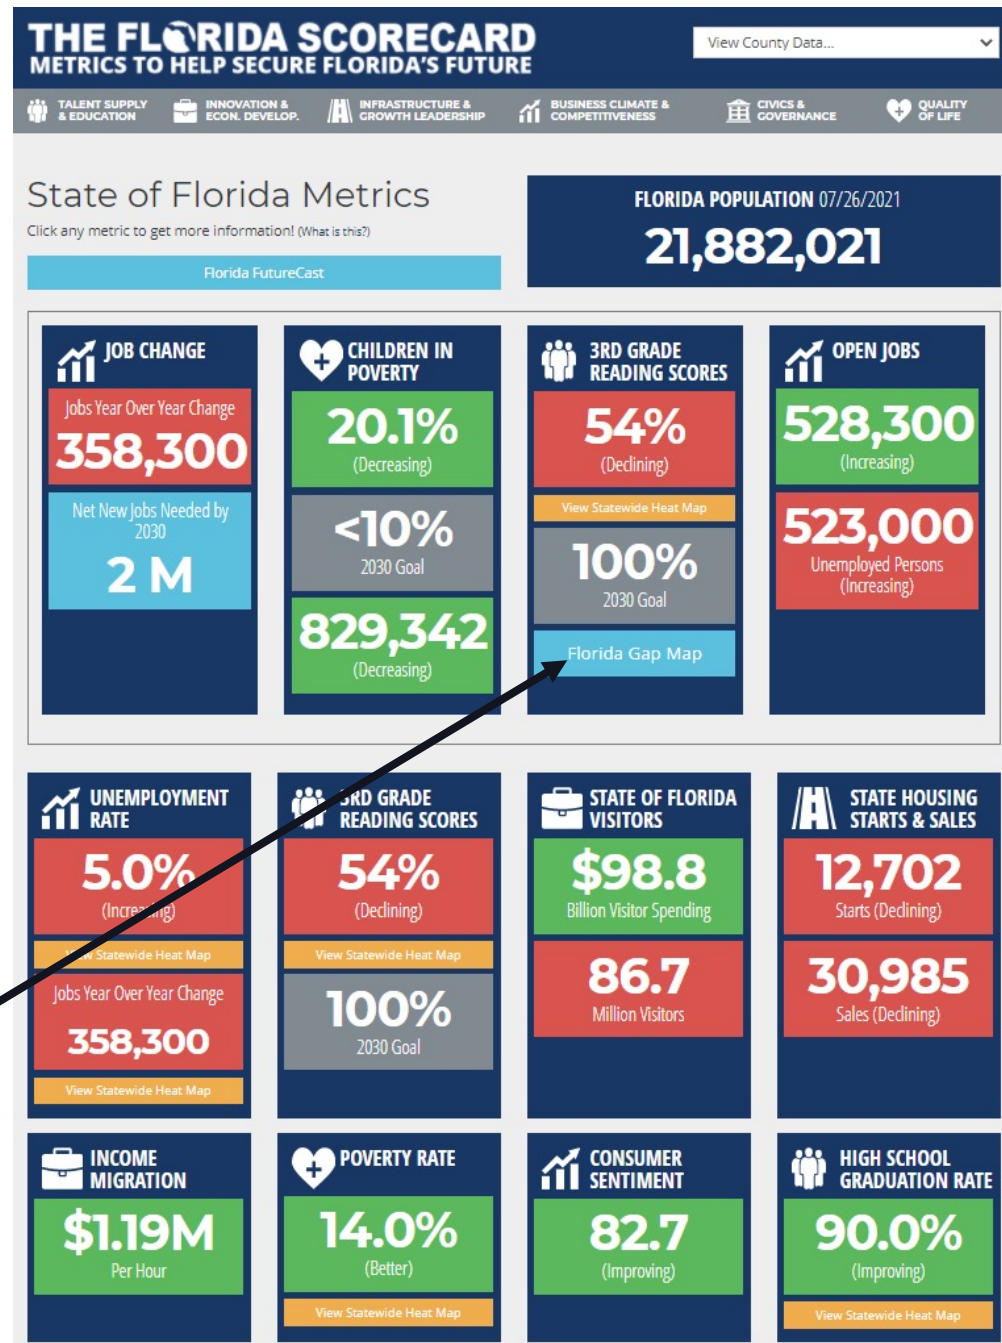 THE FLORIDA SCORECARD
METRICS TO HELP SECURE FLORIDA'S FUTURE
View County Data...
TALENT SUPPLY
& EDUCATION
INNOVATION &
ECON. DEVELOP.
INFRASTRUCTURE &
GROWTH LEADERSHIP
BUSINESS CLIMATE &
COMPETITIVENESS
CIVICS &
GOVERNANCE
QUALITY
OF LIFE
State of Florida Metrics
Click any metric to get more information! (What is this?)
Florida FutureCast
FLORIDA POPULATION 07/26/2021
21,882,021
JOB CHANGE
Jobs Year Over Year Change
358,300
Net New Jobs Needed by
2030
2 M
CHILDREN IN
POVERTY
20.1%
(Decreasing)
<10%
2030 Goal
829,342
(Decreasing)
3RD GRADE
READING SCORES
54%
(Declining)
View Statewide Heat Map
100%
2030 Goal
Florida Gap Map
OPEN JOBS
528,300
(Increasing)
523,000
Unemployed Persons
(Increasing)
UNEMPLOYMENT
RATE
5.0%
(Increasing)
View Statewide Heat Map
Jobs Year Over Year Change
358,300
View Statewide Heat Map
3RD GRADE
READING SCORES
54%
(Declining)
View Statewide Heat Map
100%
2030 Goal
STATE OF FLORIDA
VISITORS
$98.8
Billion Visitor Spending
86.7
Million Visitors
STATE HOUSING
STARTS & SALES
12,702
Starts (Declining)
30,985
Sales (Declining)
INCOME
MIGRATION
$1.19M
Per Hour
POVERTY RATE
14.0%
(Better)
View Statewide Heat Map
CONSUMER
SENTIMENT
82.7
(Improving)
HIGH SCHOOL
GRADUATION RATE
90.0%
(Improving)
View Statewide Heat Map